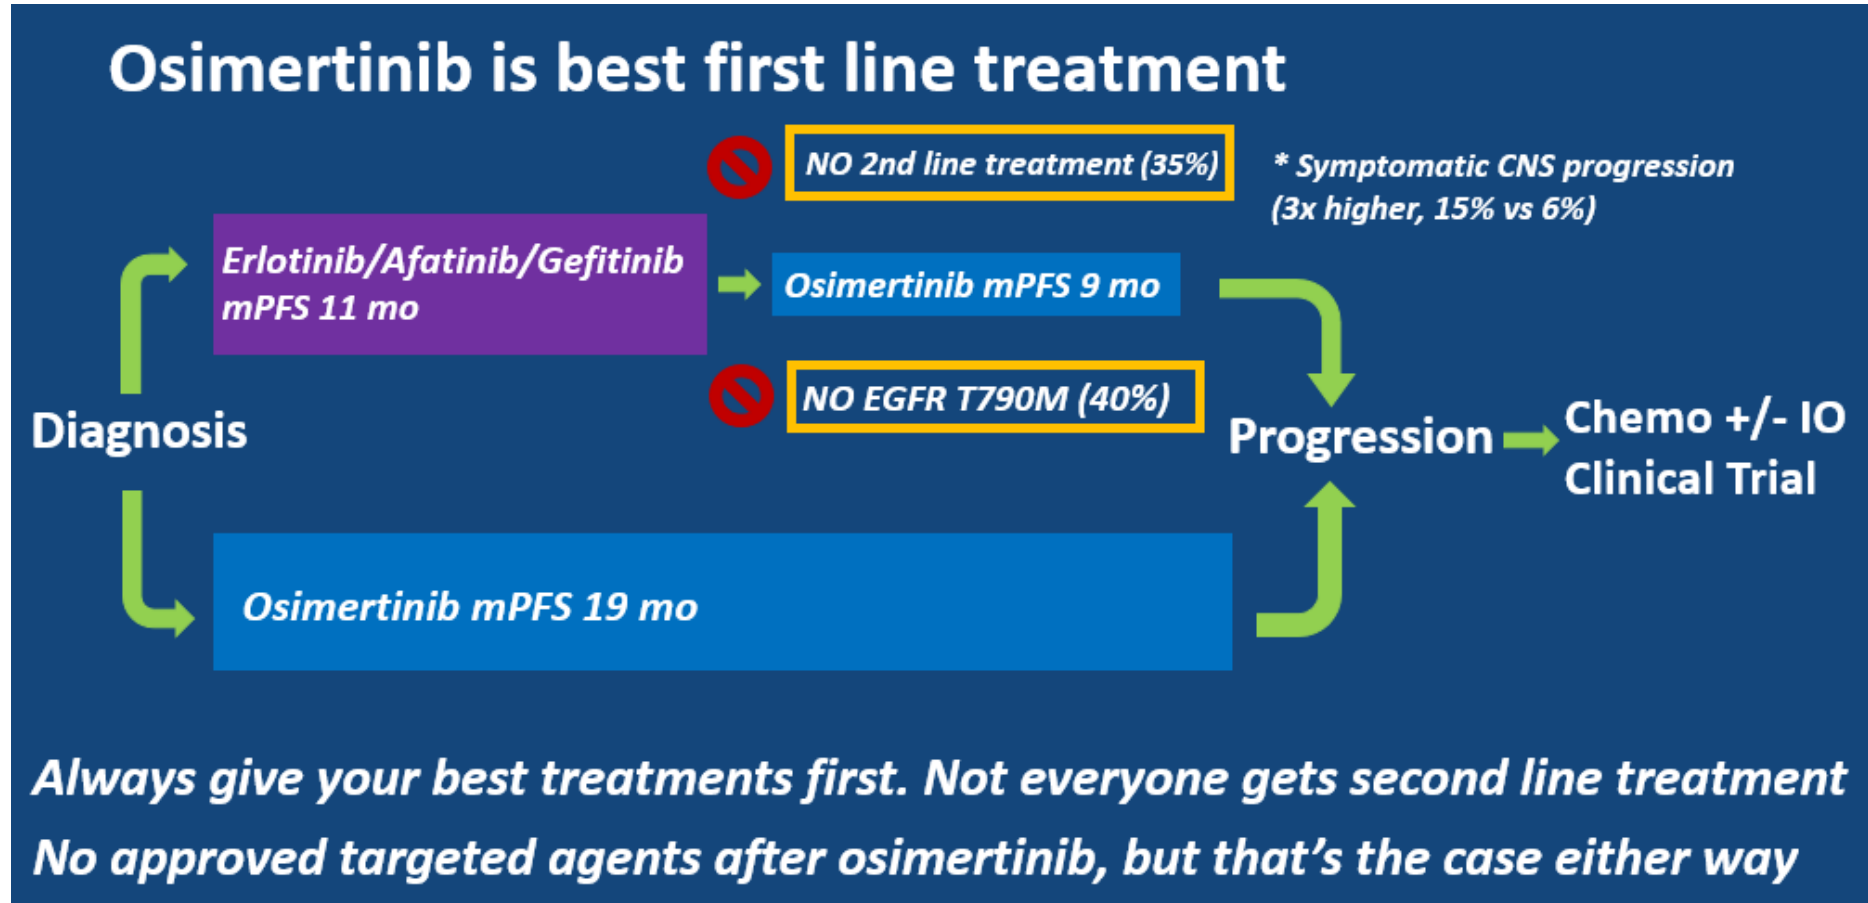 Osimertinib is best first line treatment
NO 2nd line treatment (35%)
* Symptomatic CNS progression
(3x higher, 15% vs 6%)
Erlotinib/Afatinib/Gefitinib
mPFS 11 mo
Osimertinib mPFS 9 mo
NO EGFR T790M (40%)
Diagnosis
Progression
Chemo +/- IO
Clinical Trial
Osimertinib mPFS 19 mo
Always give your best treatments first. Not everyone gets second line treatment
No approved targeted agents after osimertinib, but that’s the case either way